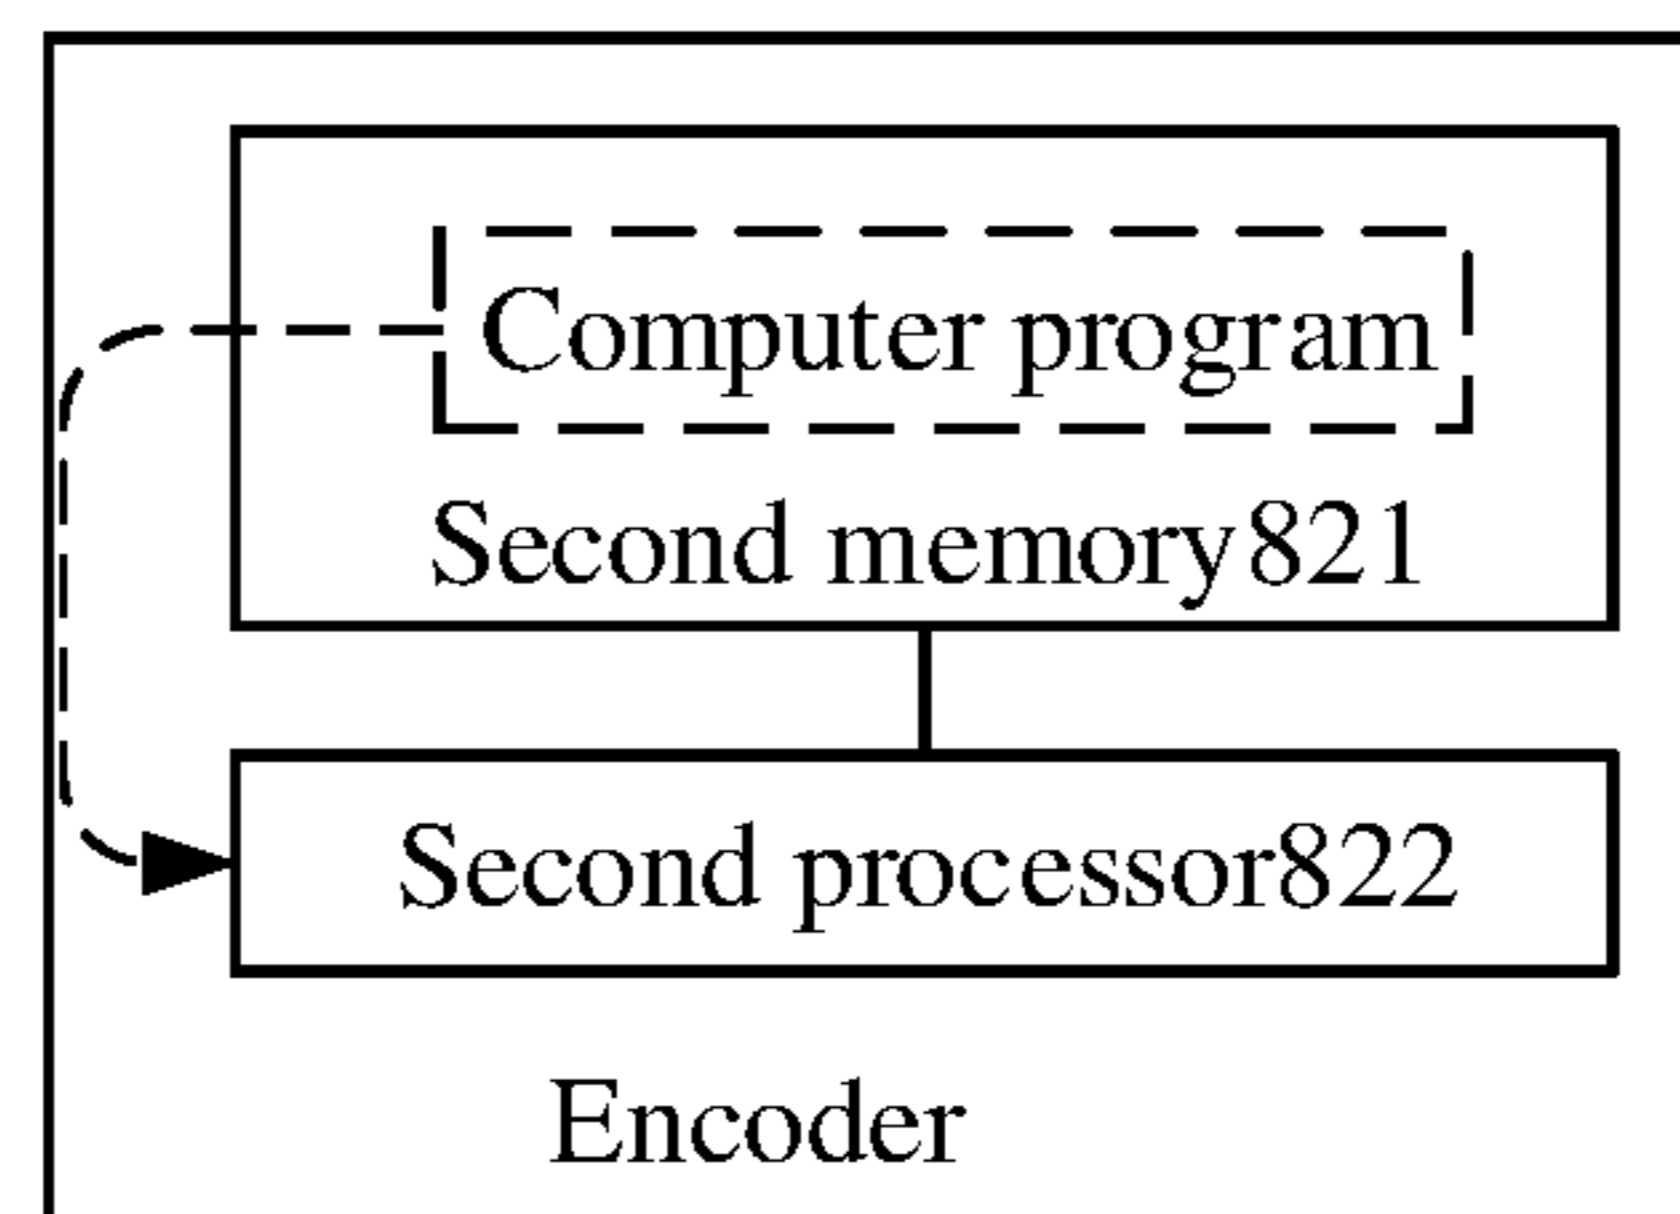 Computer program
Second memory821
Second processor822
Encoder